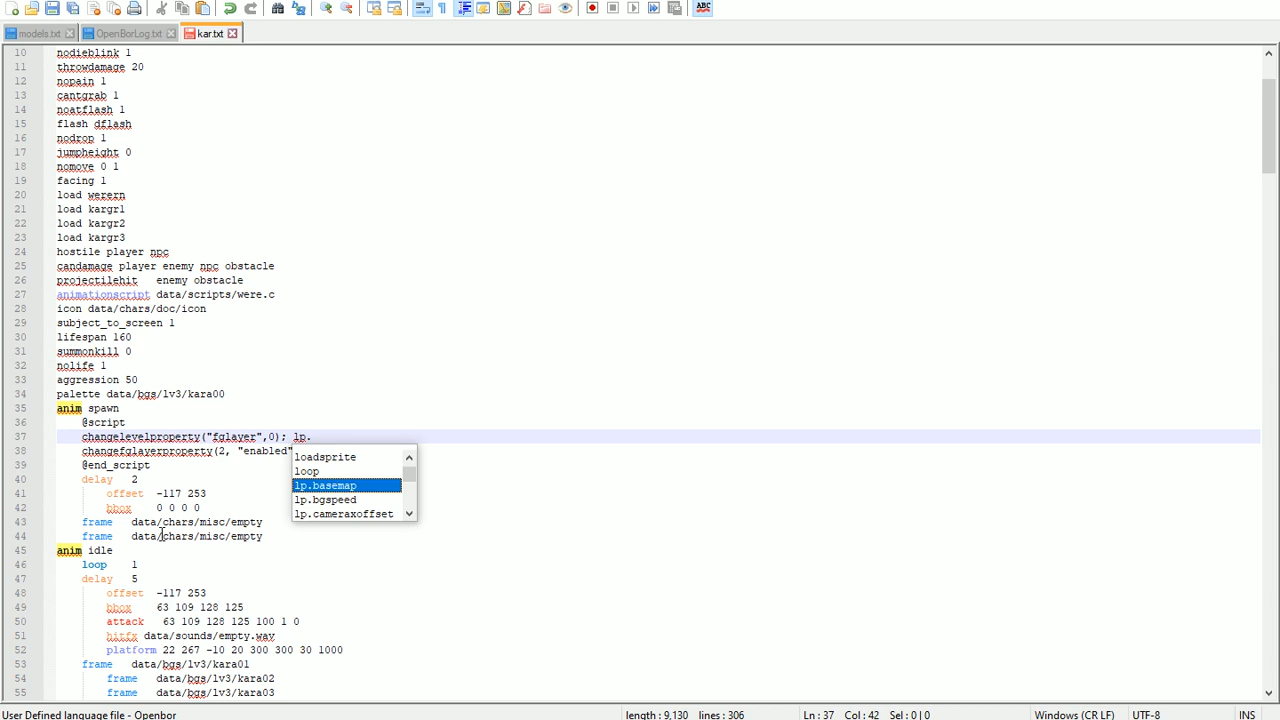 models.txt OpenBorLog.txt kar.txt
10 nodieblink 1
11 throwdamage 20
12 nopain 1
13 cantgrab 1
14 noatflash 1
15 flash dflash
16 nodrop 1
17 jumpheight 0
18 nomove 0 1
19 facing 1
20 load werern
21 load kargr1
22 load kargr2
23 load kargr3
24 hostile player npc
25 candamage player enemy npc obstacle
26 projectilehit enemy obstacle
27 animationscript data/scripts/were.c
28 icon data/chars/doc/icon
29 subject_to_screen 1
30 lifespan 160
31 summonkill 0
32 nolife 1
33 aggression 50
34 palette data/bgs/lv3/kara00
35 anim spawn
36 @script
37 changelevelproperty("fglayer",0); lp.
38 changefglayerproperty(2, "enabled"
loadsprite
loop
lp.basemap
lp.bgspeed
lp.cameraxoffset
39 @end_script
40 delay 2
41 offset -117 253
42 bbox 0 0 0 0
43 frame data/chars/misc/empty
44 frame data/chars/misc/empty
45 anim idle
46 loop 1
47 delay 5
48 offset -117 253
49 bbox 63 109 128 125
50 attack 63 109 128 125 100 1 0
51 hitfx data/sounds/empty.wav
52 platform 22 267 -10 20 300 300 30 1000
53 frame data/bgs/lv3/kara01
54 frame data/bgs/lv3/kara02
55 frame data/bgs/lv3/kara03
User Defined language file - Openbor length : 9,130 lines : 306 Ln : 37 Col : 42 Sel : 0 | 0 Windows (CR LF) UTF-8 INS